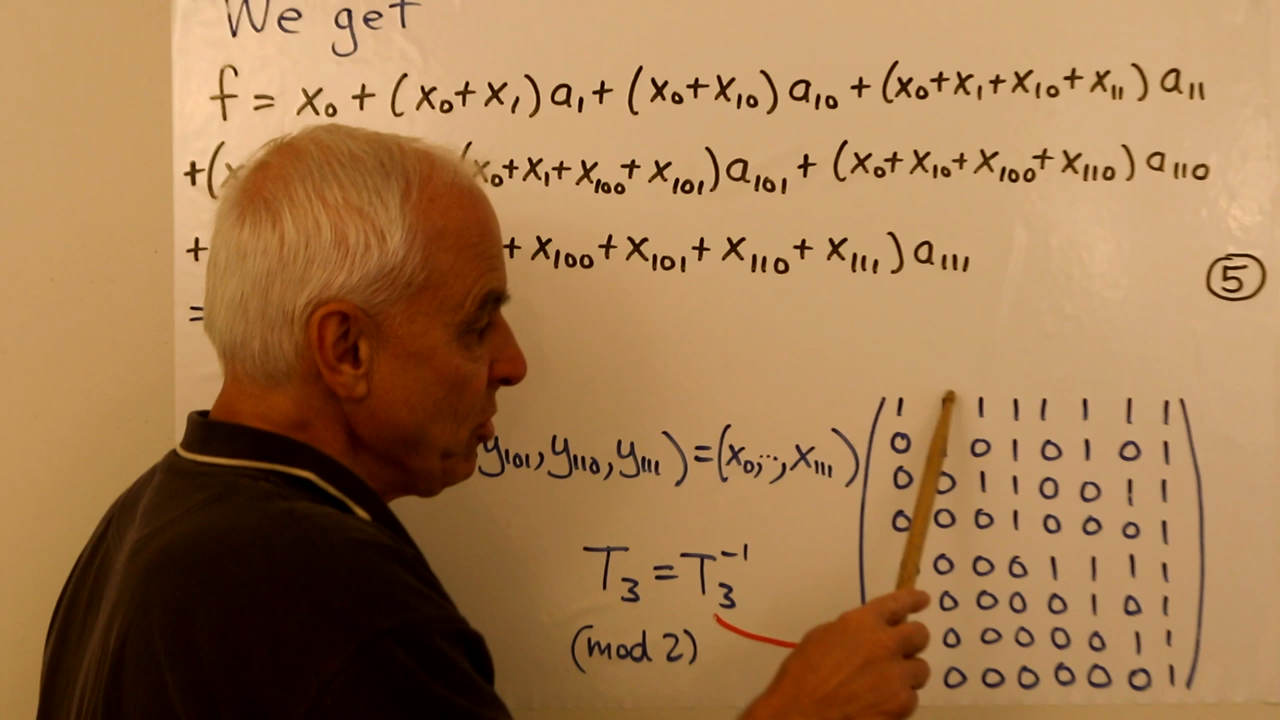 We get
f = x₀ + (x₀+x₁)a₁ + (x₀+x₁₀)a₁₀ + (x₀+x₁+x₁₀+x₁₁)a₁₁
+(x x₀+x₁+x₁₀₀+x₁₀₁)a₁₀₁ + (x₀+x₁₀+x₁₀₀+x₁₁₀)a₁₁₀
+ + x₁₀₀ + x₁₀₁ + x₁₁₀ + x₁₁₁)a₁₁₁
5
=
y₁₀₁, y₁₁₀, y₁₁₁) = (x₀,..., x₁₁₁)
1 1 1 1 1 1 1
0 0 1 0 1 0 1
0 0 1 1 0 0 1 1
0 0 0 1 0 0 0 1
0 0 0 1 1 1 1
0 0 0 0 1 0 1
0 0 0 0 0 1 1
0 0 0 0 0 0 1
T₃ = T₃⁻¹
(mod 2)